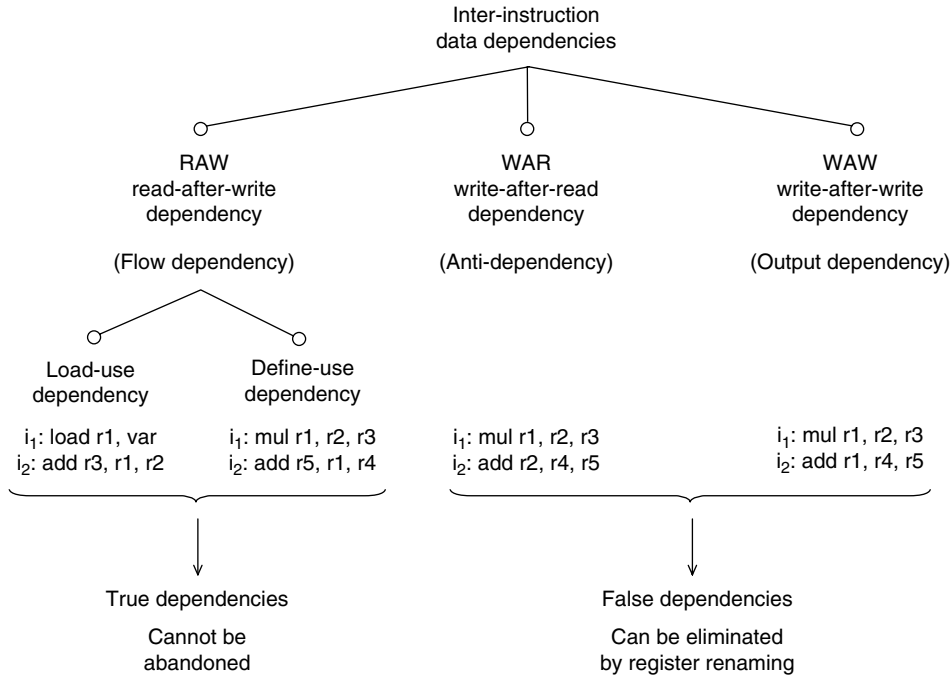 Inter-instruction
data dependencies
RAW
read-after-write
dependency
(Flow dependency)
WAR
write-after-read
dependency
(Anti-dependency)
WAW
write-after-write
dependency
(Output dependency)
Load-use
dependency
i₁: load r1, var
i₂: add r3, r1, r2
Define-use
dependency
i₁: mul r1, r2, r3
i₂: add r5, r1, r4
i₁: mul r1, r2, r3
i₂: add r2, r4, r5
i₁: mul r1, r2, r3
i₂: add r1, r4, r5
True dependencies
Cannot be
abandoned
False dependencies
Can be eliminated
by register renaming